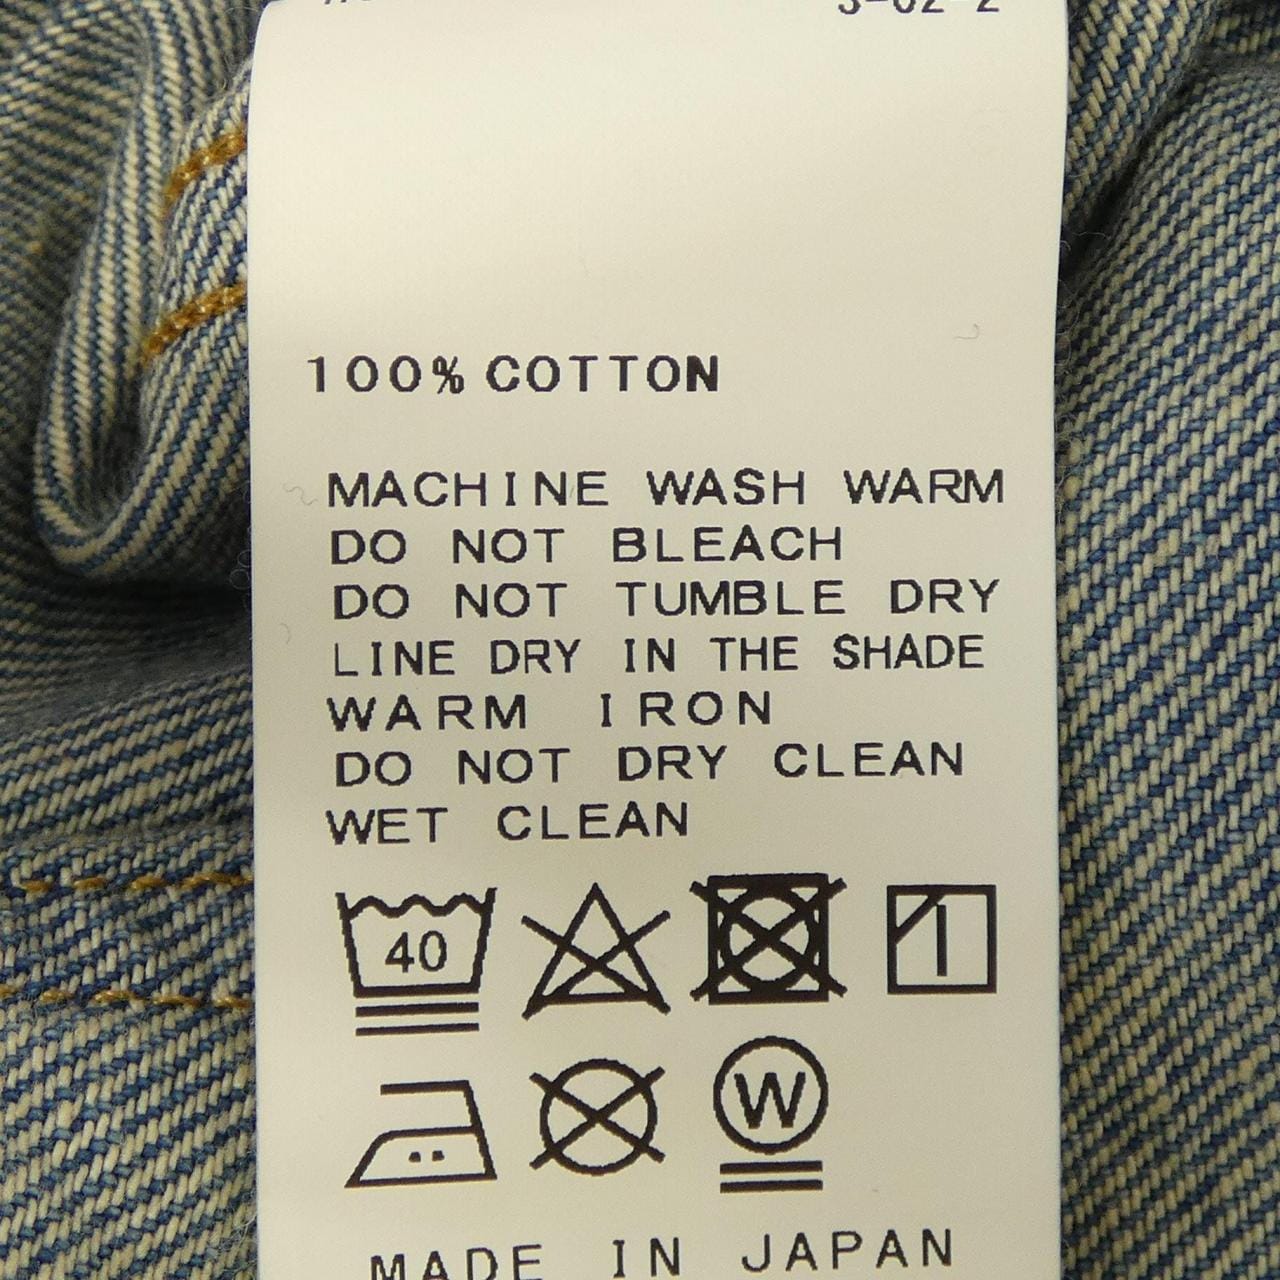 100% COTTON
MACHINE WASH WARM
DO NOT BLEACH
DO NOT TUMBLE DRY
LINE DRY IN THE SHADE
WARM IRON
DO NOT DRY CLEAN
WET CLEAN
40
W
MADE IN JAPAN